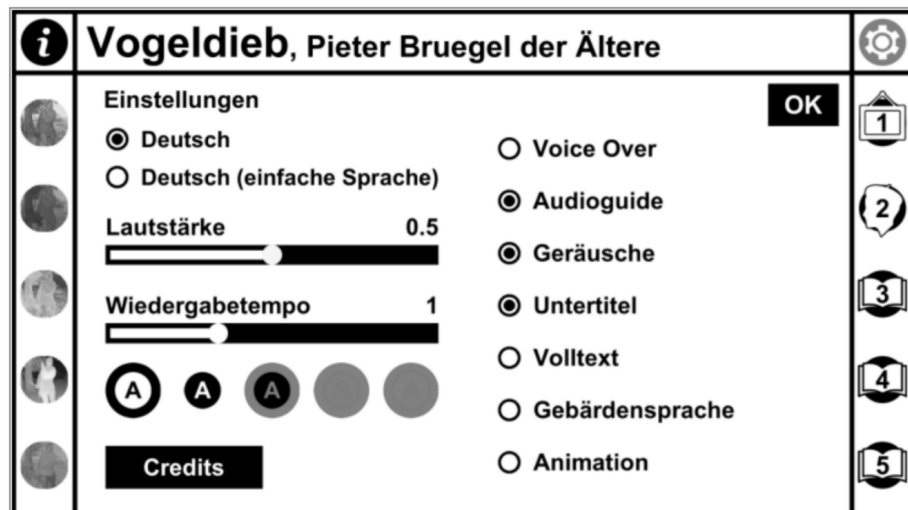 i
Vogeldieb, Pieter Bruegel der Ältere
Einstellungen
OK
Deutsch
Deutsch (einfache Sprache)
Lautstärke 0.5
Wiedergabetempo 1
A A A
Credits
Voice Over
Audioguide
Geräusche
Untertitel
Volltext
Gebärdensprache
Animation
1
2
3
4
5